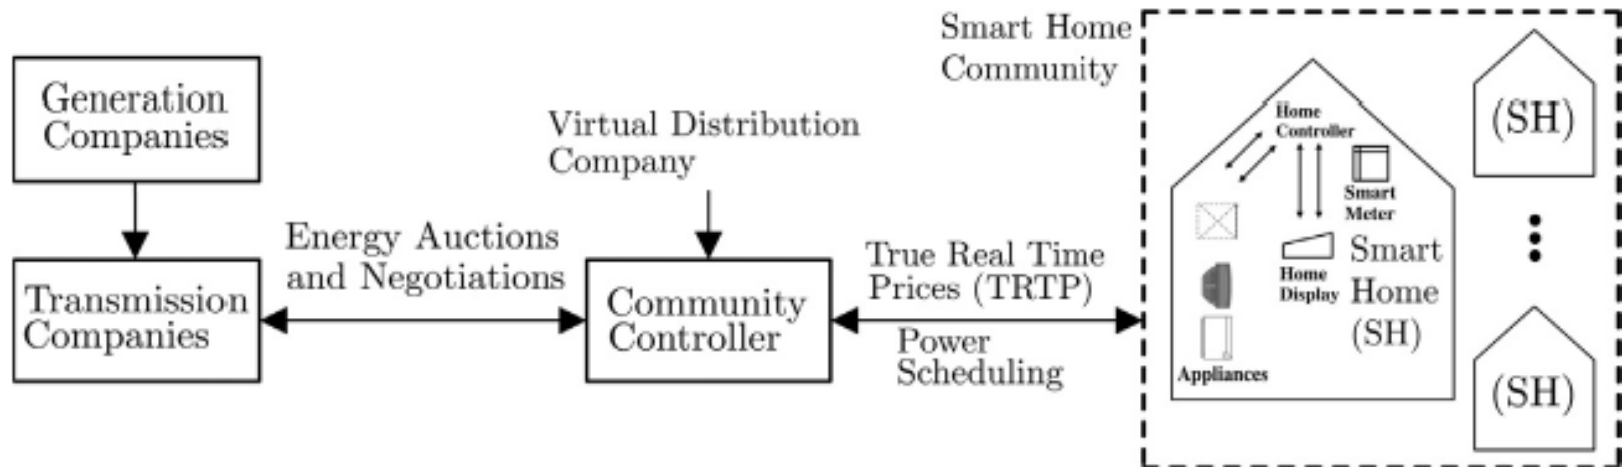 Generation
Companies
Transmission
Companies
Energy Auctions
and Negotiations
Virtual Distribution
Company
Community
Controller
True Real Time
Prices (TRTP)
Power
Scheduling
Smart Home
Community
Home
Controller
Smart
Meter
Home
Display
Appliances
Smart
Home
(SH)
(SH)
(SH)